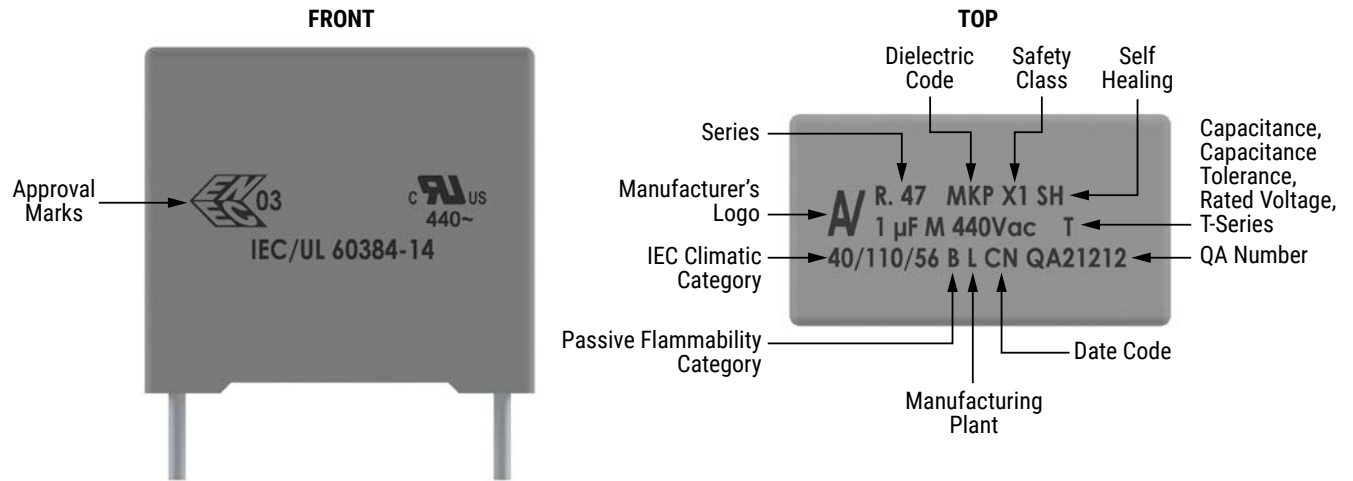 FRONT
Approval
Marks
ENEC 03
C RU US
440~
IEC/UL 60384-14
TOP
Dielectric
Code
Safety
Class
Self
Healing
Series
Manufacturer's
Logo
IEC Climatic
Category
Passive Flammability
Category
R. 47 MKP X1 SH
1 µF M 440Vac T
40/110/56 B L CN QA21212
Capacitance,
Capacitance
Tolerance,
Rated Voltage,
T-Series
QA Number
Date Code
Manufacturing
Plant